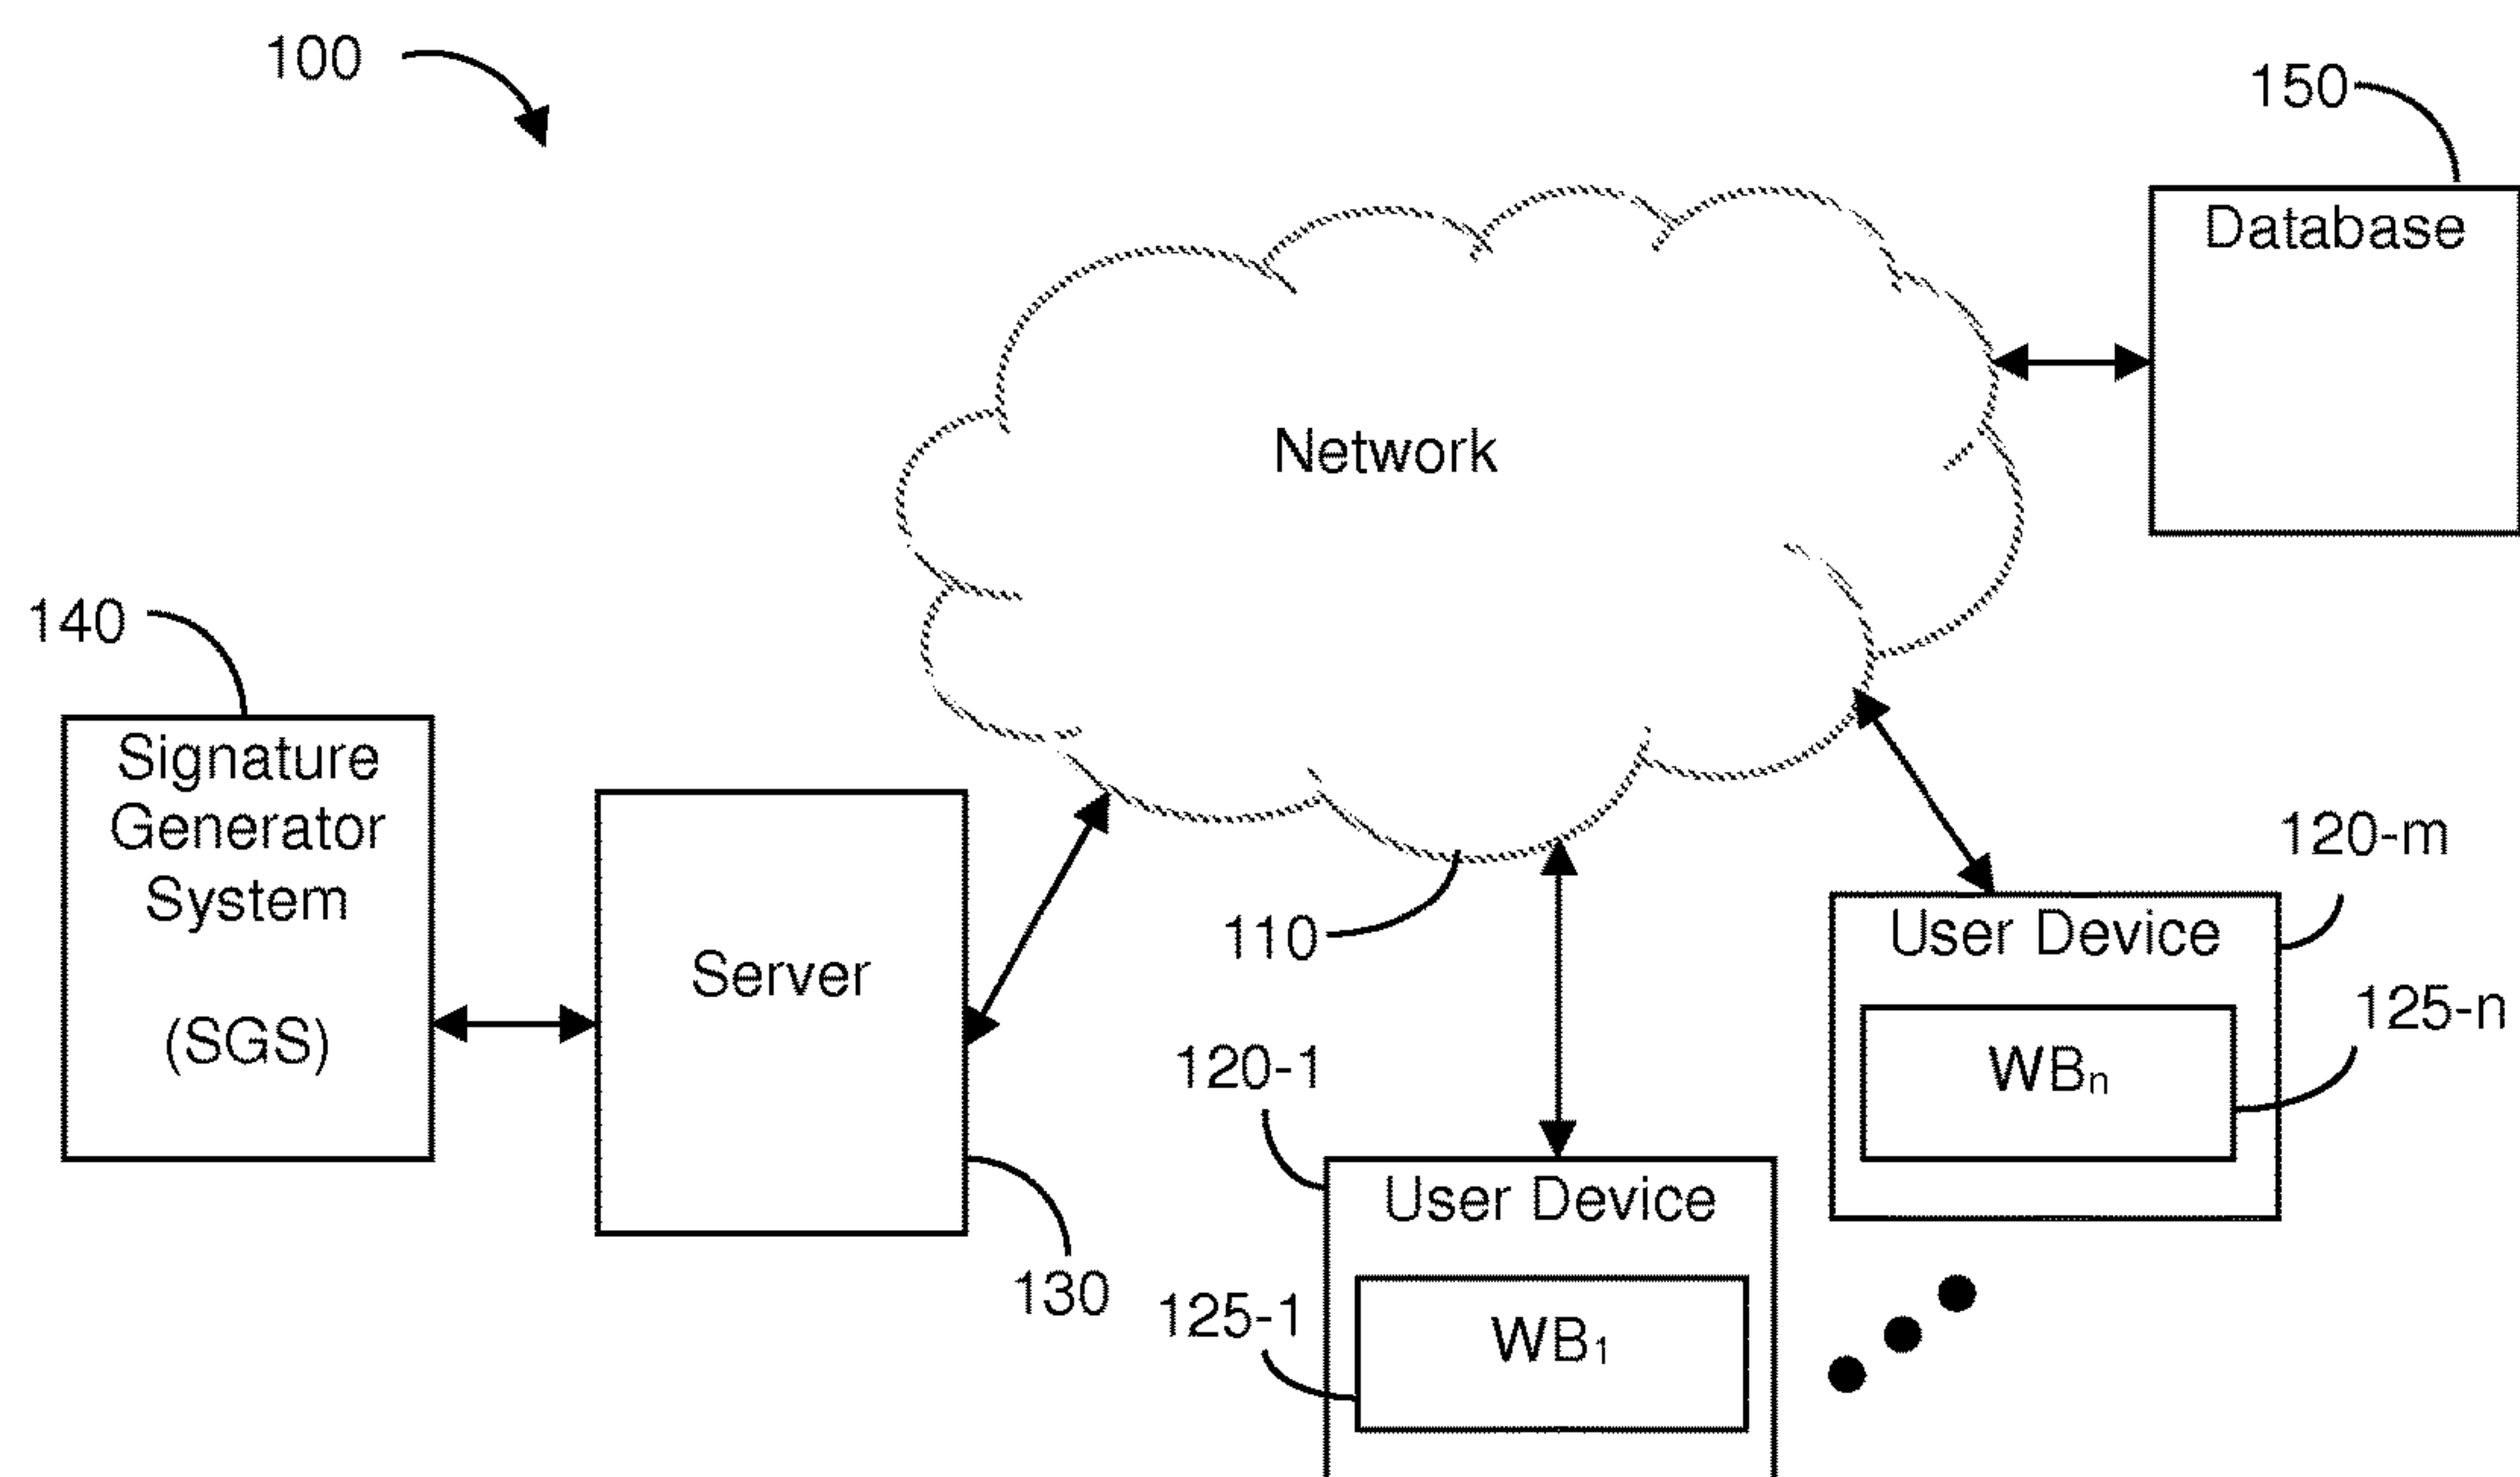 100
150
Database
Network
140
Signature
Generator
System
(SGS)
Server
120-m
110
User Device
125-n
WBn
120-1
User Device
130
125-1
WB1